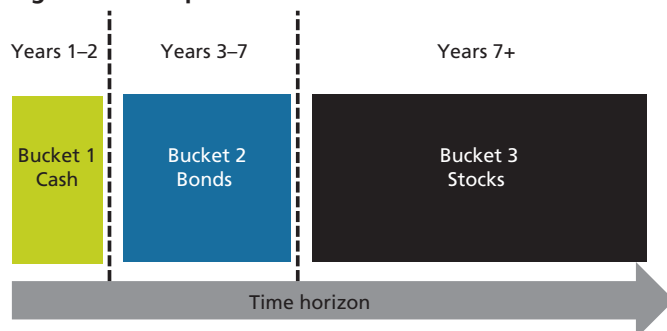 Years 1–2
Years 3–7
Years 7+
Bucket 1
Cash
Bucket 2
Bonds
Bucket 3
Stocks
Time horizon